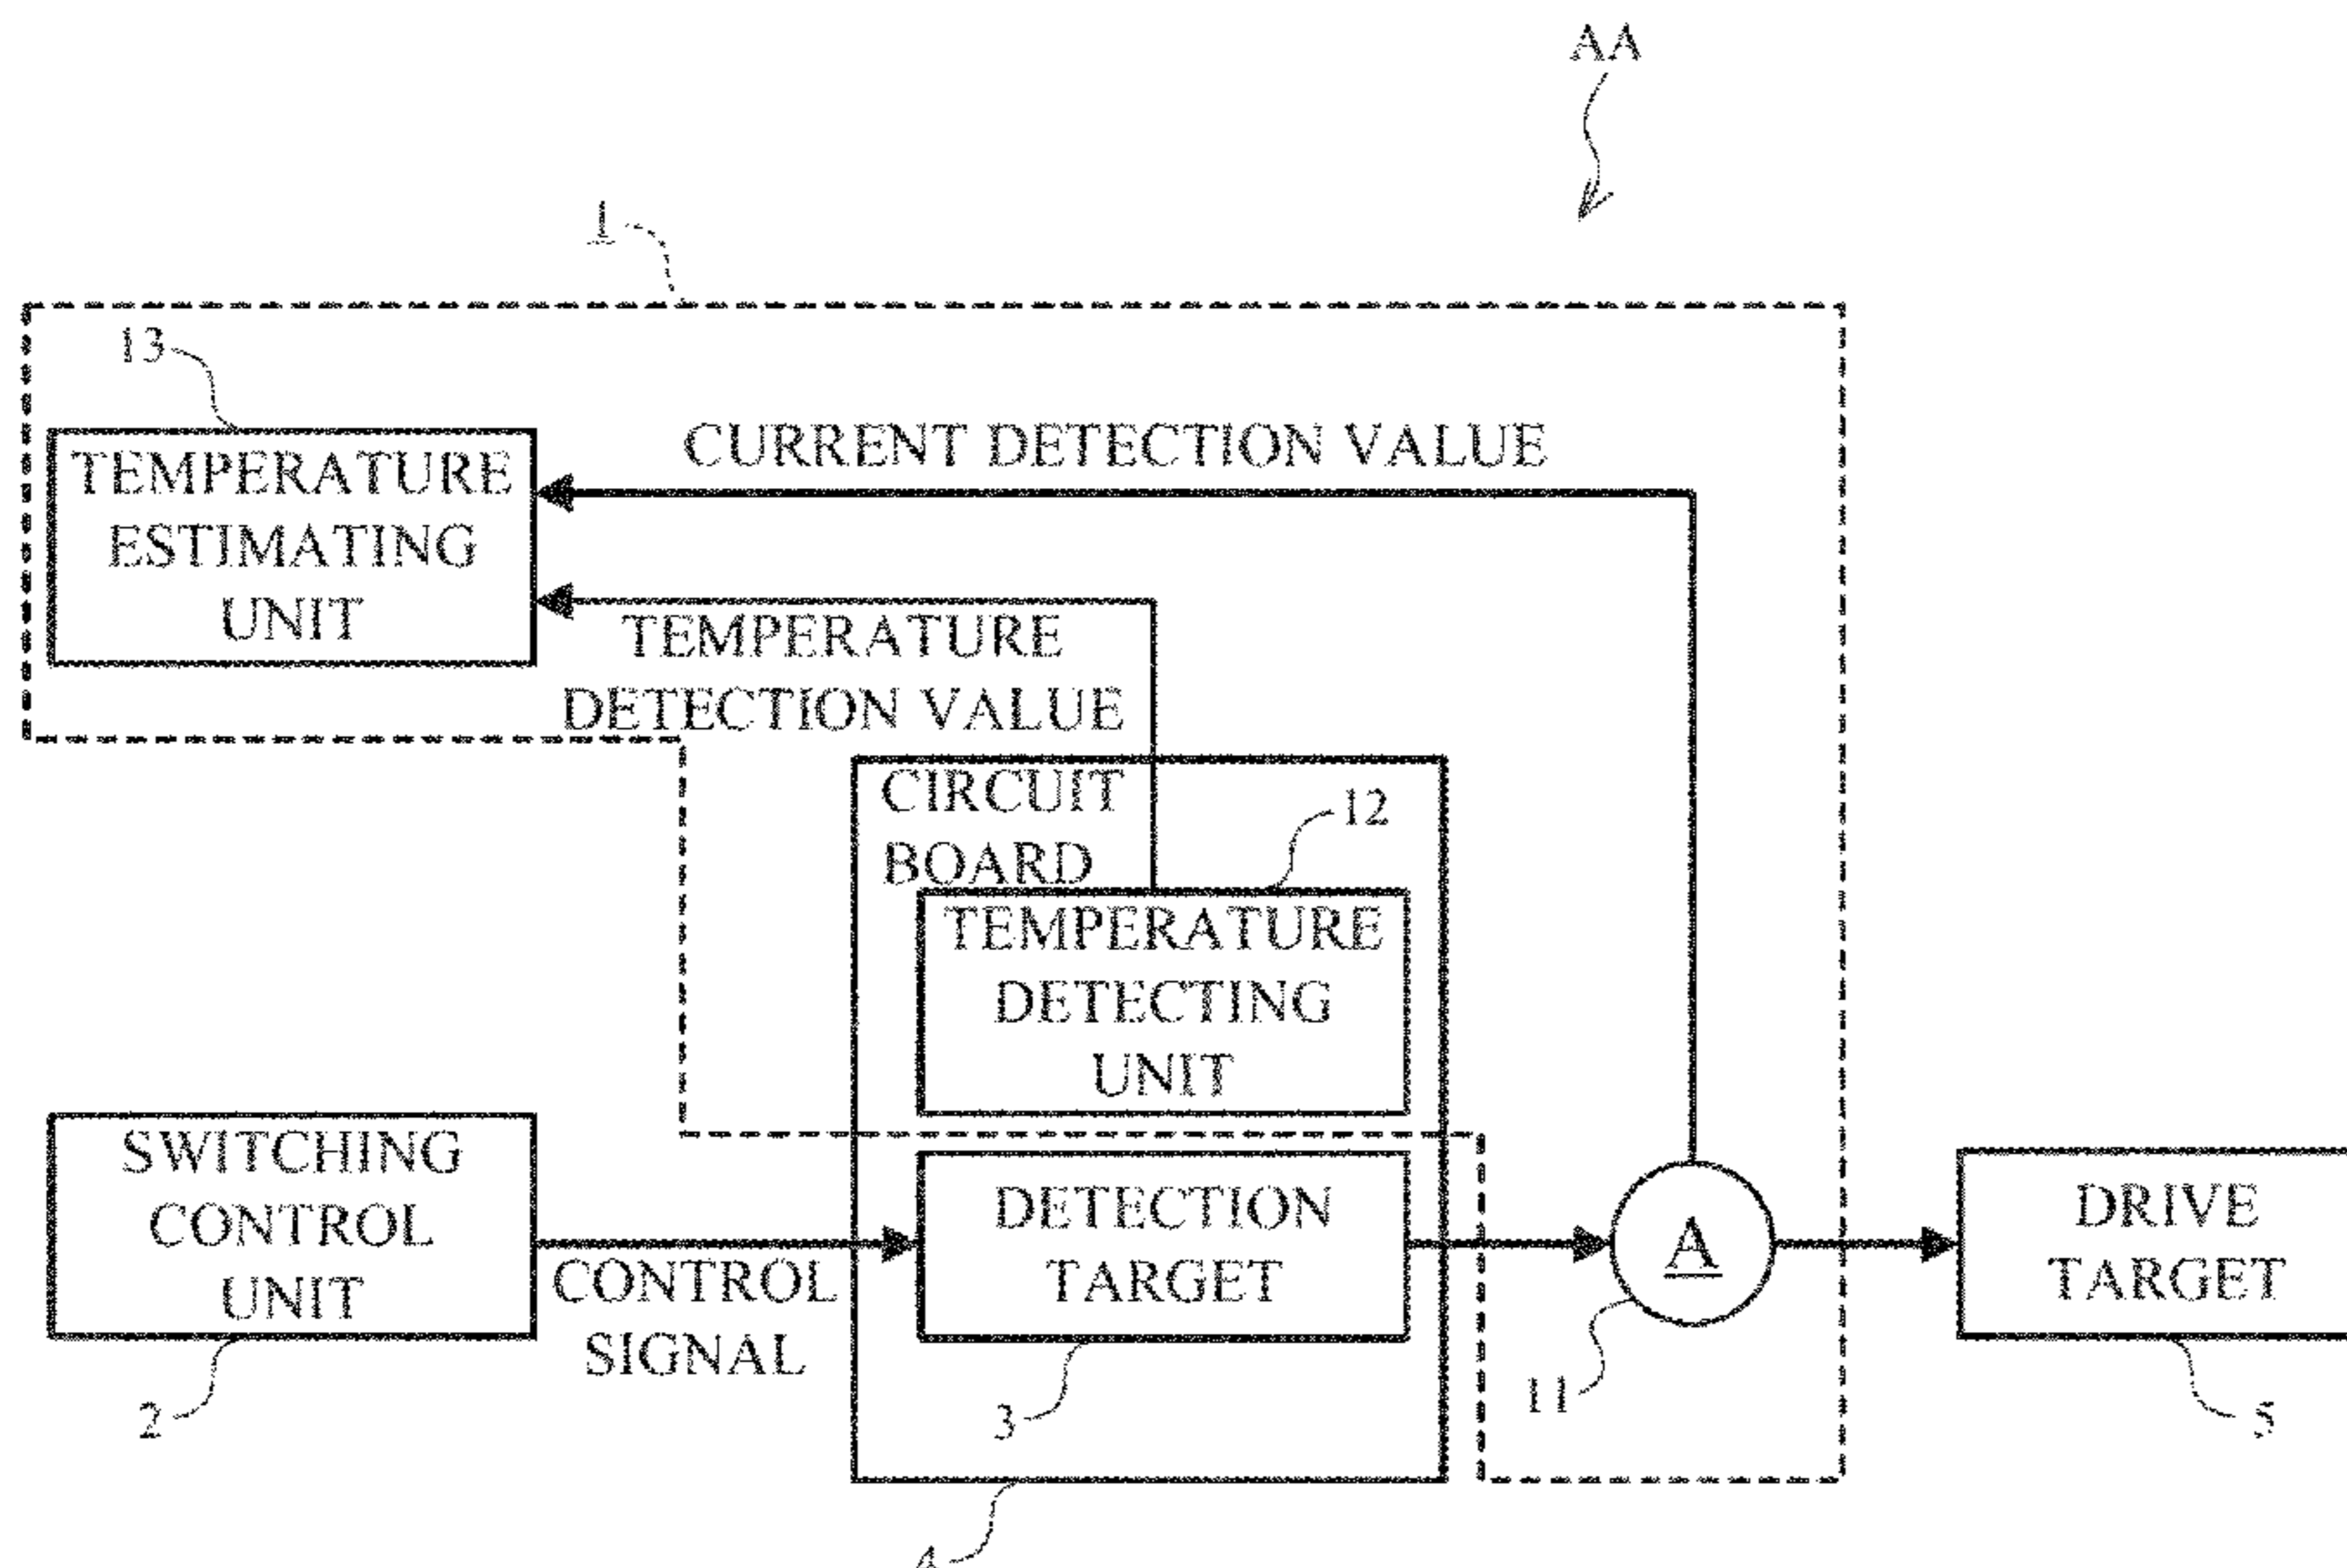 AA
1
13
TEMPERATURE
ESTIMATING
UNIT
CURRENT DETECTION VALUE
TEMPERATURE
DETECTION VALUE
CIRCUIT
BOARD
12
TEMPERATURE
DETECTING
UNIT
SWITCHING
CONTROL
UNIT
2
CONTROL
SIGNAL
DETECTION
TARGET
3
4
A
11
DRIVE
TARGET
5